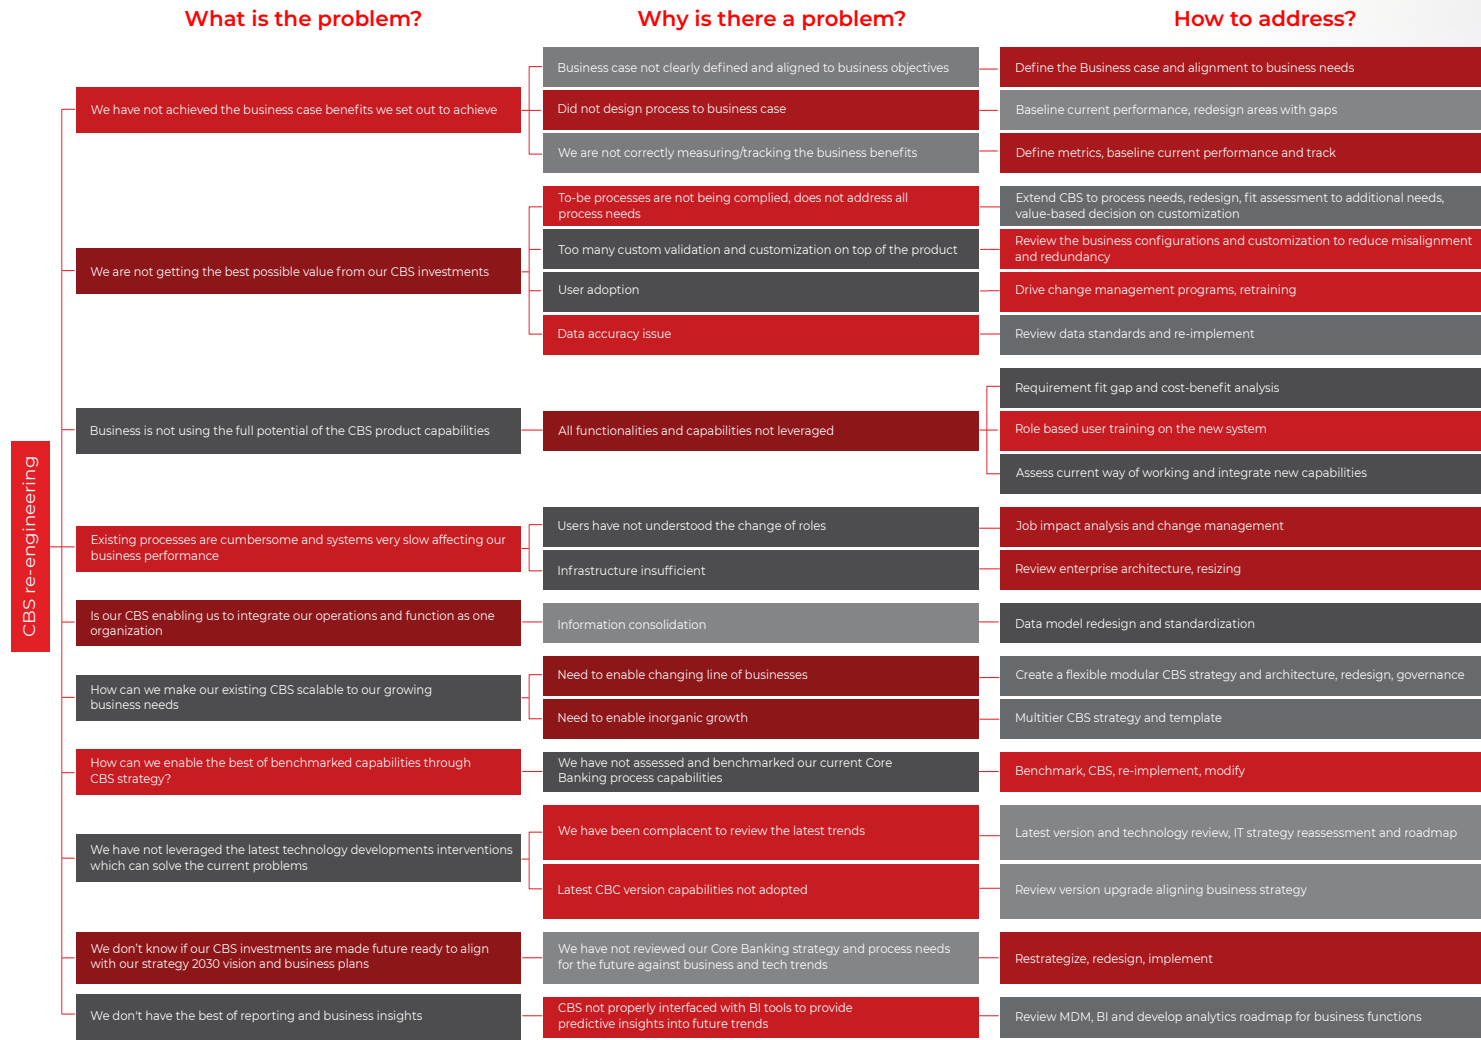 What is the problem?
Why is there a problem?
How to address?
CBS re-engineering
We have not achieved the business case benefits we set out to achieve
Business case not clearly defined and aligned to business objectives
Define the Business case and alignment to business needs
Did not design process to business case
Baseline current performance, redesign areas with gaps
We are not correctly measuring/tracking the business benefits
Define metrics, baseline current performance and track
We are not getting the best possible value from our CBS investments
To-be processes are not being complied, does not address all
process needs
Extend CBS to process needs, redesign, fit assessment to additional needs,
value-based decision on customization
Too many custom validation and customization on top of the product
Review the business configurations and customization to reduce misalignment
and redundancy
User adoption
Drive change management programs, retraining
Data accuracy issue
Review data standards and re-implement
Business is not using the full potential of the CBS product capabilities
All functionalities and capabilities not leveraged
Requirement fit gap and cost-benefit analysis
Role based user training on the new system
Assess current way of working and integrate new capabilities
Existing processes are cumbersome and systems very slow affecting our
business performance
Users have not understood the change of roles
Job impact analysis and change management
Infrastructure insufficient
Review enterprise architecture, resizing
Is our CBS enabling us to integrate our operations and function as one
organization
Information consolidation
Data model redesign and standardization
How can we make our existing CBS scalable to our growing
business needs
Need to enable changing line of businesses
Create a flexible modular CBS strategy and architecture, redesign, governance
Need to enable inorganic growth
Multitier CBS strategy and template
How can we enable the best of benchmarked capabilities through
CBS strategy?
We have not assessed and benchmarked our current Core
Banking process capabilities
Benchmark, CBS, re-implement, modify
We have not leveraged the latest technology developments interventions
which can solve the current problems
We have been complacent to review the latest trends
Latest version and technology review, IT strategy reassessment and roadmap
Latest CBC version capabilities not adopted
Review version upgrade aligning business strategy
We don’t know if our CBS investments are made future ready to align
with our strategy 2030 vision and business plans
We have not reviewed our Core Banking strategy and process needs
for the future against business and tech trends
Restrategize, redesign, implement
We don't have the best of reporting and business insights
CBS not properly interfaced with BI tools to provide
predictive insights into future trends
Review MDM, BI and develop analytics roadmap for business functions